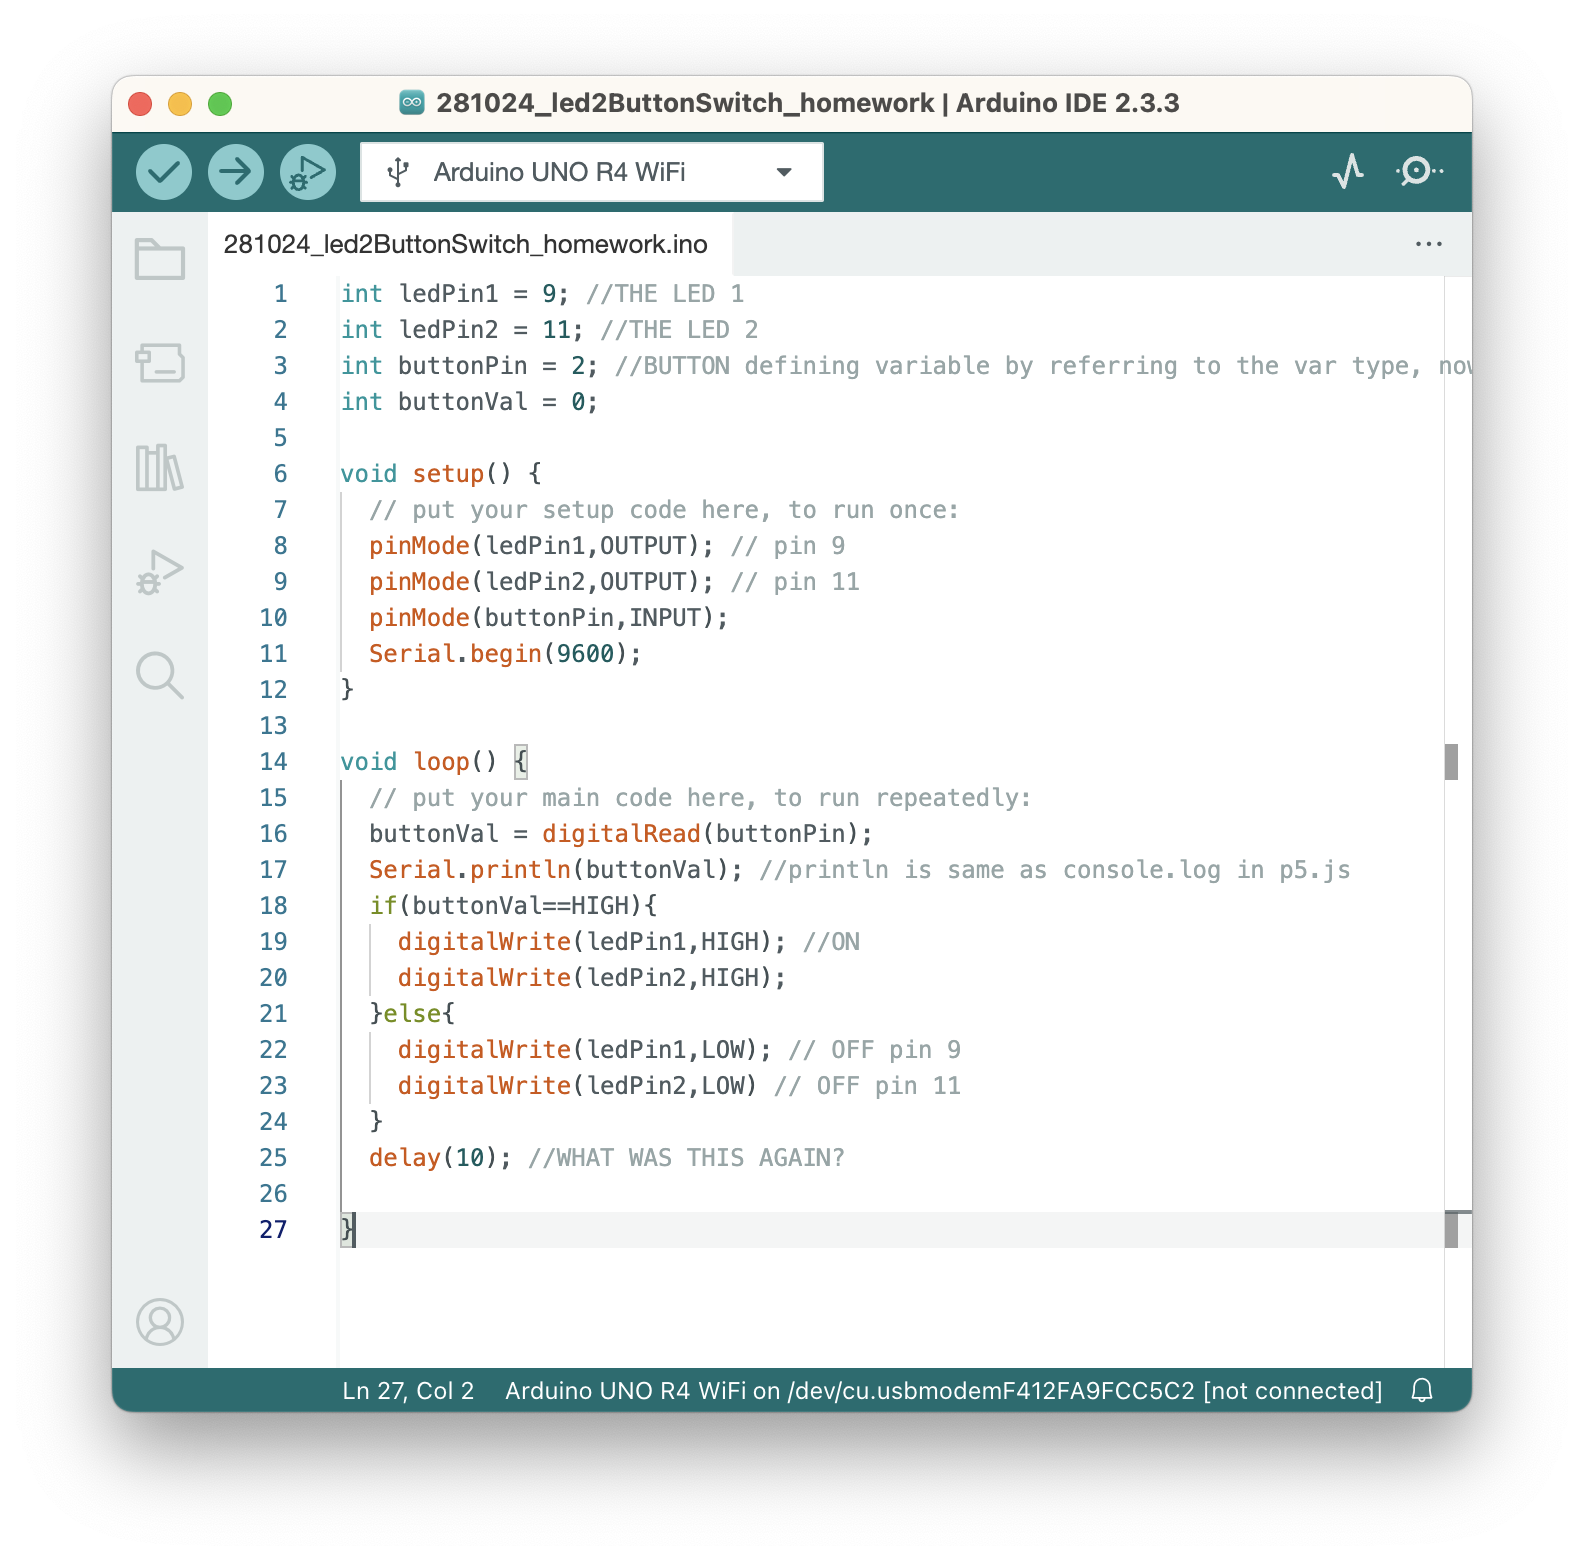 281024_led2ButtonSwitch_homework | Arduino IDE 2.3.3
Arduino UNO R4 WiFi
281024_led2ButtonSwitch_homework.ino
1 int ledPin1 = 9; //THE LED 1
2 int ledPin2 = 11; //THE LED 2
3 int buttonPin = 2; //BUTTON defining variable by referring to the var type, now
4 int buttonVal = 0;
5
6 void setup() {
7 // put your setup code here, to run once:
8 pinMode(ledPin1,OUTPUT); // pin 9
9 pinMode(ledPin2,OUTPUT); // pin 11
10 pinMode(buttonPin,INPUT);
11 Serial.begin(9600);
12 }
13
14 void loop() {
15 // put your main code here, to run repeatedly:
16 buttonVal = digitalRead(buttonPin);
17 Serial.println(buttonVal); //println is same as console.log in p5.js
18 if(buttonVal==HIGH){
19 digitalWrite(ledPin1,HIGH); //ON
20 digitalWrite(ledPin2,HIGH);
21 }else{
22 digitalWrite(ledPin1,LOW); // OFF pin 9
23 digitalWrite(ledPin2,LOW) // OFF pin 11
24 }
25 delay(10); //WHAT WAS THIS AGAIN?
26
27 }
Ln 27, Col 2 Arduino UNO R4 WiFi on /dev/cu.usbmodemF412FA9FCC5C2 [not connected]